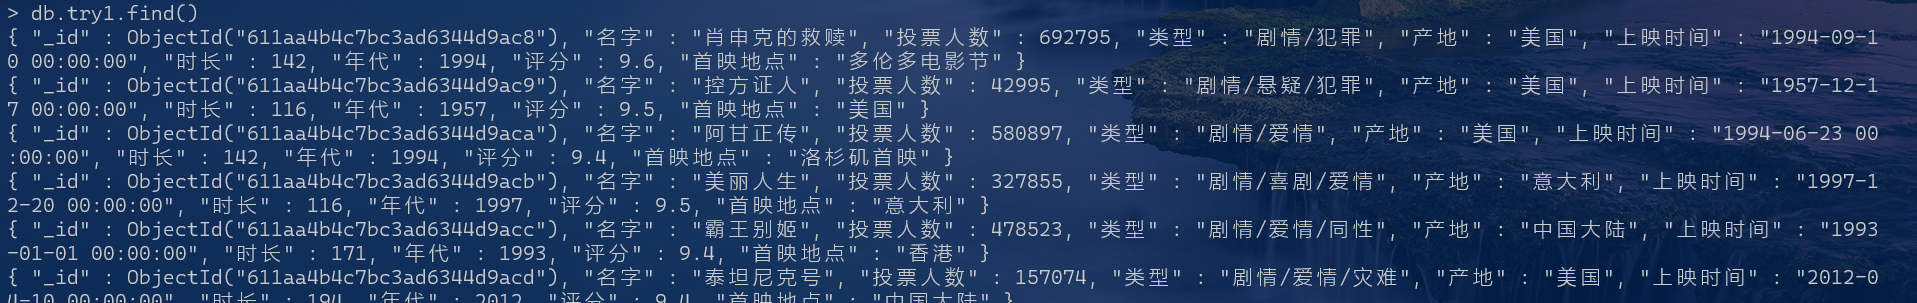 > db.try1.find()
{ "_id" : ObjectId("611aa4b4c7bc3ad6344d9ac8"), "名字" : "肖申克的救赎", "投票人数" : 692795, "类型" : "剧情/犯罪", "产地" : "美国", "上映时间" : "1994-09-1
0 00:00:00", "时长" : 142, "年代" : 1994, "评分" : 9.6, "首映地点" : "多伦多电影节" }
{ "_id" : ObjectId("611aa4b4c7bc3ad6344d9ac9"), "名字" : "控方证人", "投票人数" : 42995, "类型" : "剧情/悬疑/犯罪", "产地" : "美国", "上映时间" : "1957-12-1
7 00:00:00", "时长" : 116, "年代" : 1957, "评分" : 9.5, "首映地点" : "美国" }
{ "_id" : ObjectId("611aa4b4c7bc3ad6344d9aca"), "名字" : "阿甘正传", "投票人数" : 580897, "类型" : "剧情/爱情", "产地" : "美国", "上映时间" : "1994-06-23 00
:00:00", "时长" : 142, "年代" : 1994, "评分" : 9.4, "首映地点" : "洛杉矶首映" }
{ "_id" : ObjectId("611aa4b4c7bc3ad6344d9acb"), "名字" : "美丽人生", "投票人数" : 327855, "类型" : "剧情/喜剧/爱情", "产地" : "意大利", "上映时间" : "1997-1
2-20 00:00:00", "时长" : 116, "年代" : 1997, "评分" : 9.5, "首映地点" : "意大利" }
{ "_id" : ObjectId("611aa4b4c7bc3ad6344d9acc"), "名字" : "霸王别姬", "投票人数" : 478523, "类型" : "剧情/爱情/同性", "产地" : "中国大陆", "上映时间" : "1993
-01-01 00:00:00", "时长" : 171, "年代" : 1993, "评分" : 9.4, "首映地点" : "香港" }
{ "_id" : ObjectId("611aa4b4c7bc3ad6344d9acd"), "名字" : "泰坦尼克号", "投票人数" : 157074, "类型" : "剧情/爱情/灾难", "产地" : "美国", "上映时间" : "2012-0
4-10 00:00:00", "时长" : 194, "年代" : 2012, "评分" : 9.4, "首映地点" : "中国大陆" }